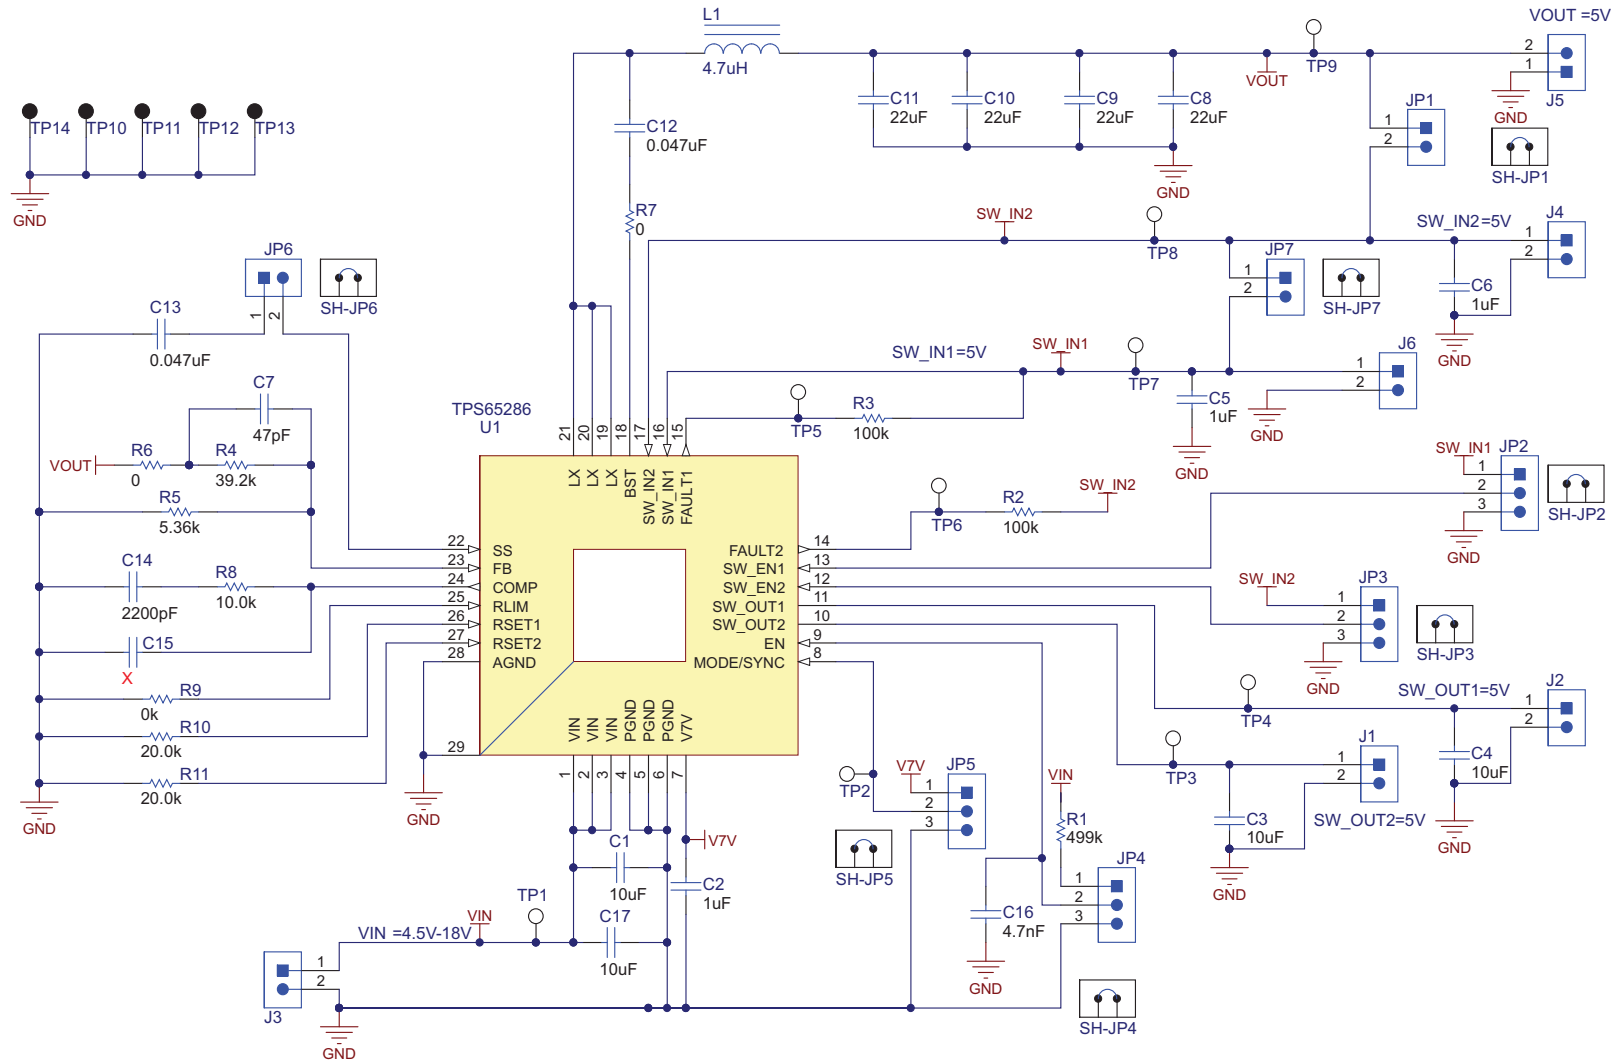 L1
4.7uH
VOUT =5V
2
1
J5
GND
TP9
VOUT
C11
22uF
C10
22uF
C9
22uF
C8
22uF
GND
JP1
1
2
SH-JP1
TP14
TP10
TP11
TP12
TP13
GND
C12
0.047uF
R7
0
SW_IN2
TP8
SW_IN2=5V
J4
1
2
C6
1uF
GND
JP7
1
2
SH-JP7
JP6
1
2
SH-JP6
C13
0.047uF
SW_IN1=5V
SW_IN1
TP7
J6
1
2
GND
C5
1uF
GND
TP5
R3
100k
C7
47pF
VOUT
R6
0
R4
39.2k
R5
5.36k
C14
2200pF
R8
10.0k
C15
X
R9
0k
R10
20.0k
R11
20.0k
GND
TPS65286
U1
21
20
19
18
17
16
15
LX
LX
LX
BST
SW_IN2
SW_IN1
FAULT1
22
SS
23
FB
24
COMP
25
RLIM
26
RSET1
27
RSET2
28
AGND
29
GND
FAULT2
14
SW_EN1
13
SW_EN2
12
SW_OUT1
11
SW_OUT2
10
EN
9
MODE/SYNC
8
VIN
VIN
VIN
PGND
PGND
PGND
V7V
1
2
3
4
5
6
7
TP6
R2
100k
SW_IN2
SW_IN1
JP2
1
2
3
GND
SH-JP2
SW_IN2
JP3
1
2
3
GND
SH-JP3
SW_OUT1=5V
J2
1
2
TP4
C4
10uF
GND
TP3
J1
1
2
C3
10uF
SW_OUT2=5V
GND
TP2
V7V
JP5
1
2
3
SH-JP5
VIN
R1
499k
JP4
1
2
3
C16
4.7nF
GND
SH-JP4
V7V
C1
10uF
C2
1uF
C17
10uF
TP1
VIN
VIN =4.5V-18V
1
2
J3
GND